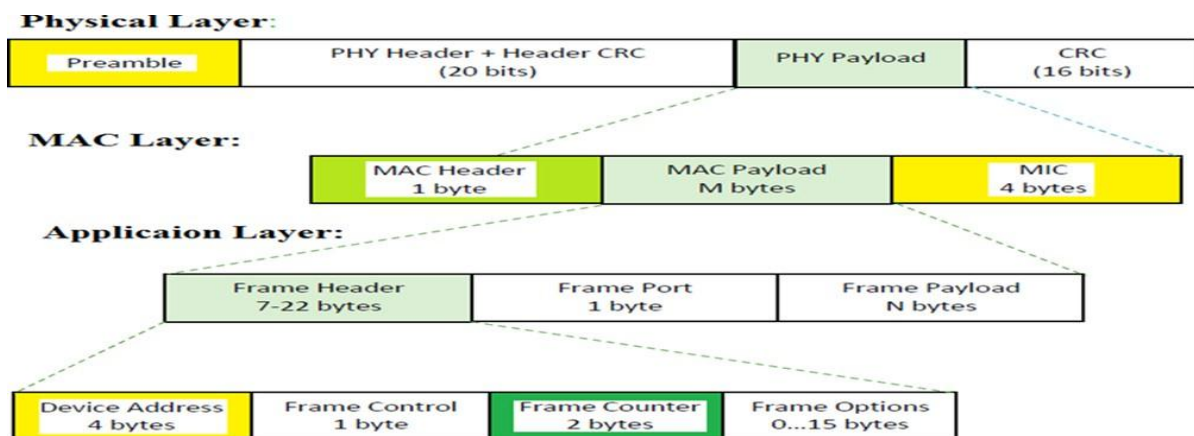 Physical Layer:
Preamble
PHY Header + Header CRC
(20 bits)
PHY Payload
CRC
(16 bits)
MAC Layer:
MAC Header
1 byte
MAC Payload
M bytes
MIC
4 bytes
Applicaion Layer:
Frame Header
7-22 bytes
Frame Port
1 byte
Frame Payload
N bytes
Device Address
4 bytes
Frame Control
1 byte
Frame Counter
2 bytes
Frame Options
0...15 bytes